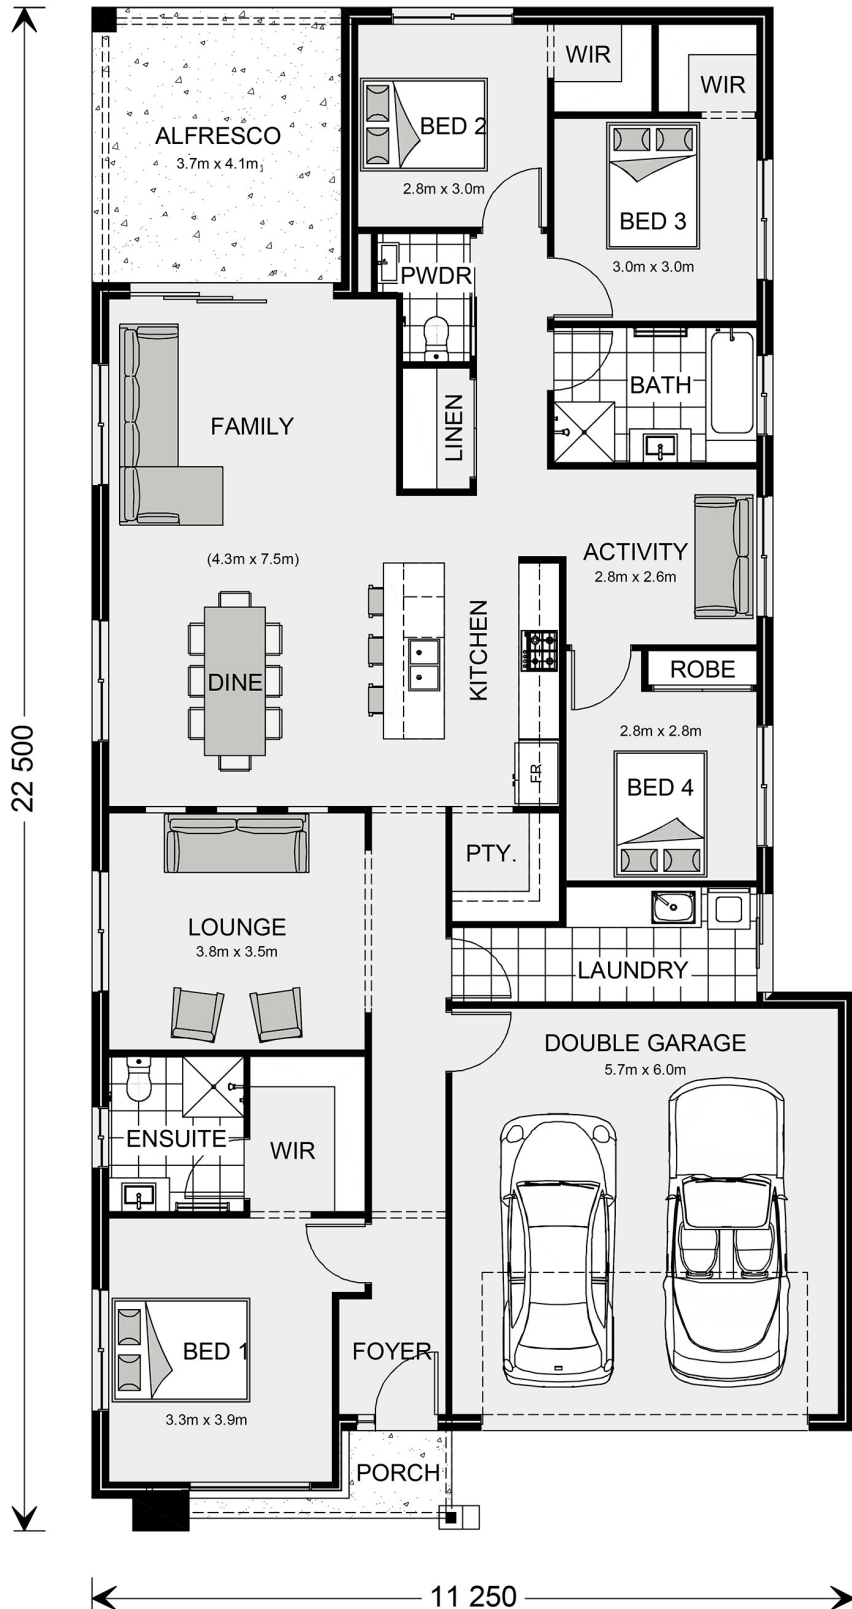 WIR
WIR
ALFRESCO
3.7m x 4.1m
BED 2
2.8m x 3.0m
BED 3
3.0m x 3.0m
PWDR
BATH
LINEN
FAMILY
(4.3m x 7.5m)
ACTIVITY
2.8m x 2.6m
KITCHEN
DINE
ROBE
2.8m x 2.8m
BED 4
FR
22 500
PTY.
LOUNGE
3.8m x 3.5m
LAUNDRY
DOUBLE GARAGE
5.7m x 6.0m
ENSUITE
WIR
BED 1
3.3m x 3.9m
FOYER
PORCH
11 250